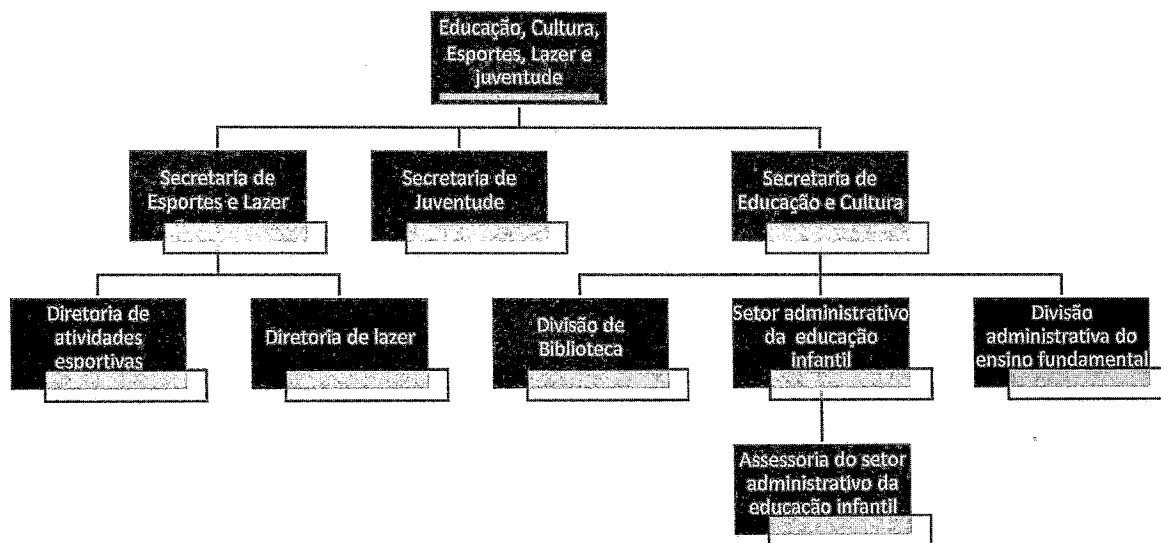 Educação, Cultura,
Esportes, Lazer e
juventude
Secretaria de
Esportes e Lazer
Secretaria de
Juventude
Secretaria de
Educação e Cultura
Diretoria de
atividades
esportivas
Diretoria de lazer
Divisão de
Biblioteca
Setor administrativo
da educação
infantil
Divisão
administrativa do
ensino fundamental
Assessoria do setor
administrativo da
educação infantil